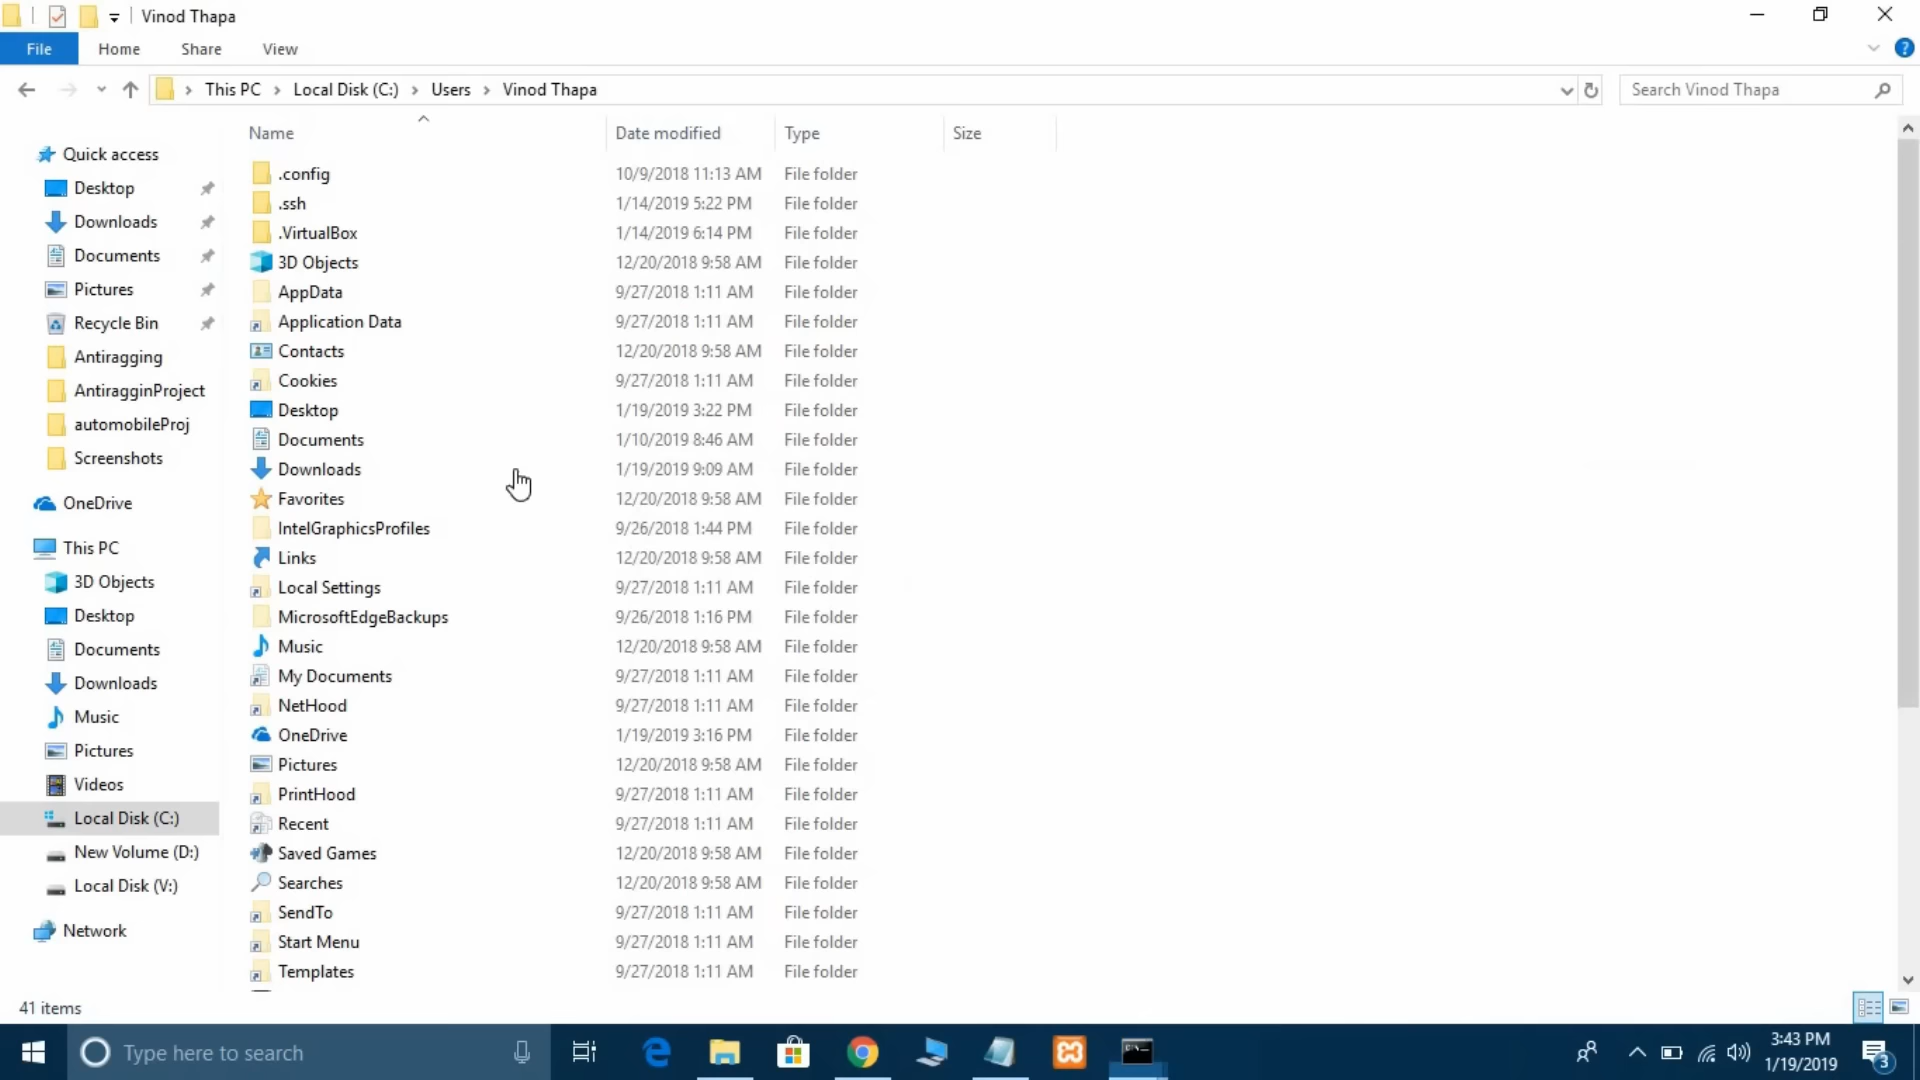 Vinod Thapa
File Home Share View
This PC Local Disk (C:) Users Vinod Thapa
Search Vinod Thapa
Name Date modified Type Size
Quick access
Desktop
Downloads
Documents
Pictures
Recycle Bin
Antiragging
AntiragginProject
automobileProj
Screenshots
OneDrive
This PC
3D Objects
Desktop
Documents
Downloads
Music
Pictures
Videos
Local Disk (C:)
New Volume (D:)
Local Disk (V:)
Network
.config 10/9/2018 11:13 AM File folder
.ssh 1/14/2019 5:22 PM File folder
.VirtualBox 1/14/2019 6:14 PM File folder
3D Objects 12/20/2018 9:58 AM File folder
AppData 9/27/2018 1:11 AM File folder
Application Data 9/27/2018 1:11 AM File folder
Contacts 12/20/2018 9:58 AM File folder
Cookies 9/27/2018 1:11 AM File folder
Desktop 1/19/2019 3:22 PM File folder
Documents 1/10/2019 8:46 AM File folder
Downloads 1/19/2019 9:09 AM File folder
Favorites 12/20/2018 9:58 AM File folder
IntelGraphicsProfiles 9/26/2018 1:44 PM File folder
Links 12/20/2018 9:58 AM File folder
Local Settings 9/27/2018 1:11 AM File folder
MicrosoftEdgeBackups 9/26/2018 1:16 PM File folder
Music 12/20/2018 9:58 AM File folder
My Documents 9/27/2018 1:11 AM File folder
NetHood 9/27/2018 1:11 AM File folder
OneDrive 1/19/2019 3:16 PM File folder
Pictures 12/20/2018 9:58 AM File folder
PrintHood 9/27/2018 1:11 AM File folder
Recent 9/27/2018 1:11 AM File folder
Saved Games 12/20/2018 9:58 AM File folder
Searches 12/20/2018 9:58 AM File folder
SendTo 9/27/2018 1:11 AM File folder
Start Menu 9/27/2018 1:11 AM File folder
Templates 9/27/2018 1:11 AM File folder
41 items
Type here to search
3:43 PM
1/19/2019
3